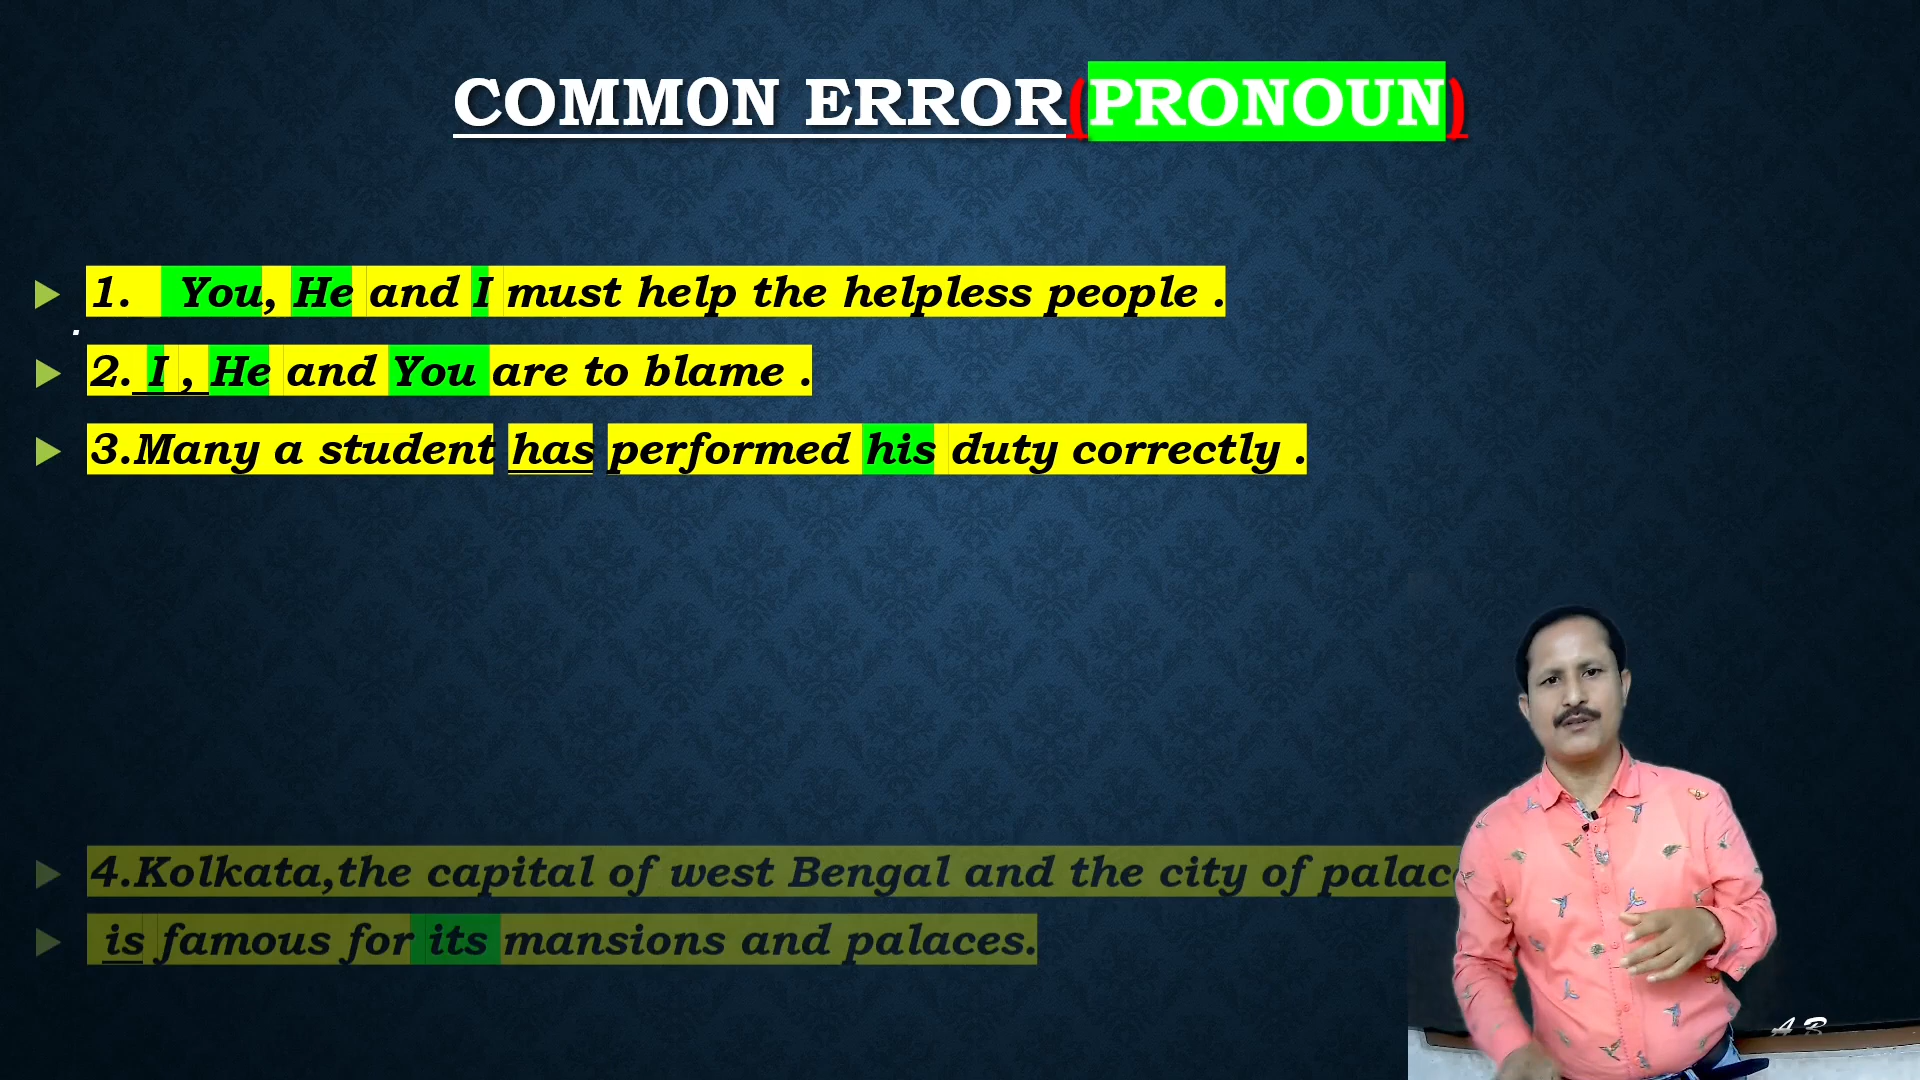 COMM0N ERROR(PRONOUN)
1. You, He and I must help the helpless people .
2. I , He and You are to blame .
3.Many a student has performed his duty correctly .
4.Kolkata,the capital of west Bengal and the city of
is famous for its mansions and palaces.
A B